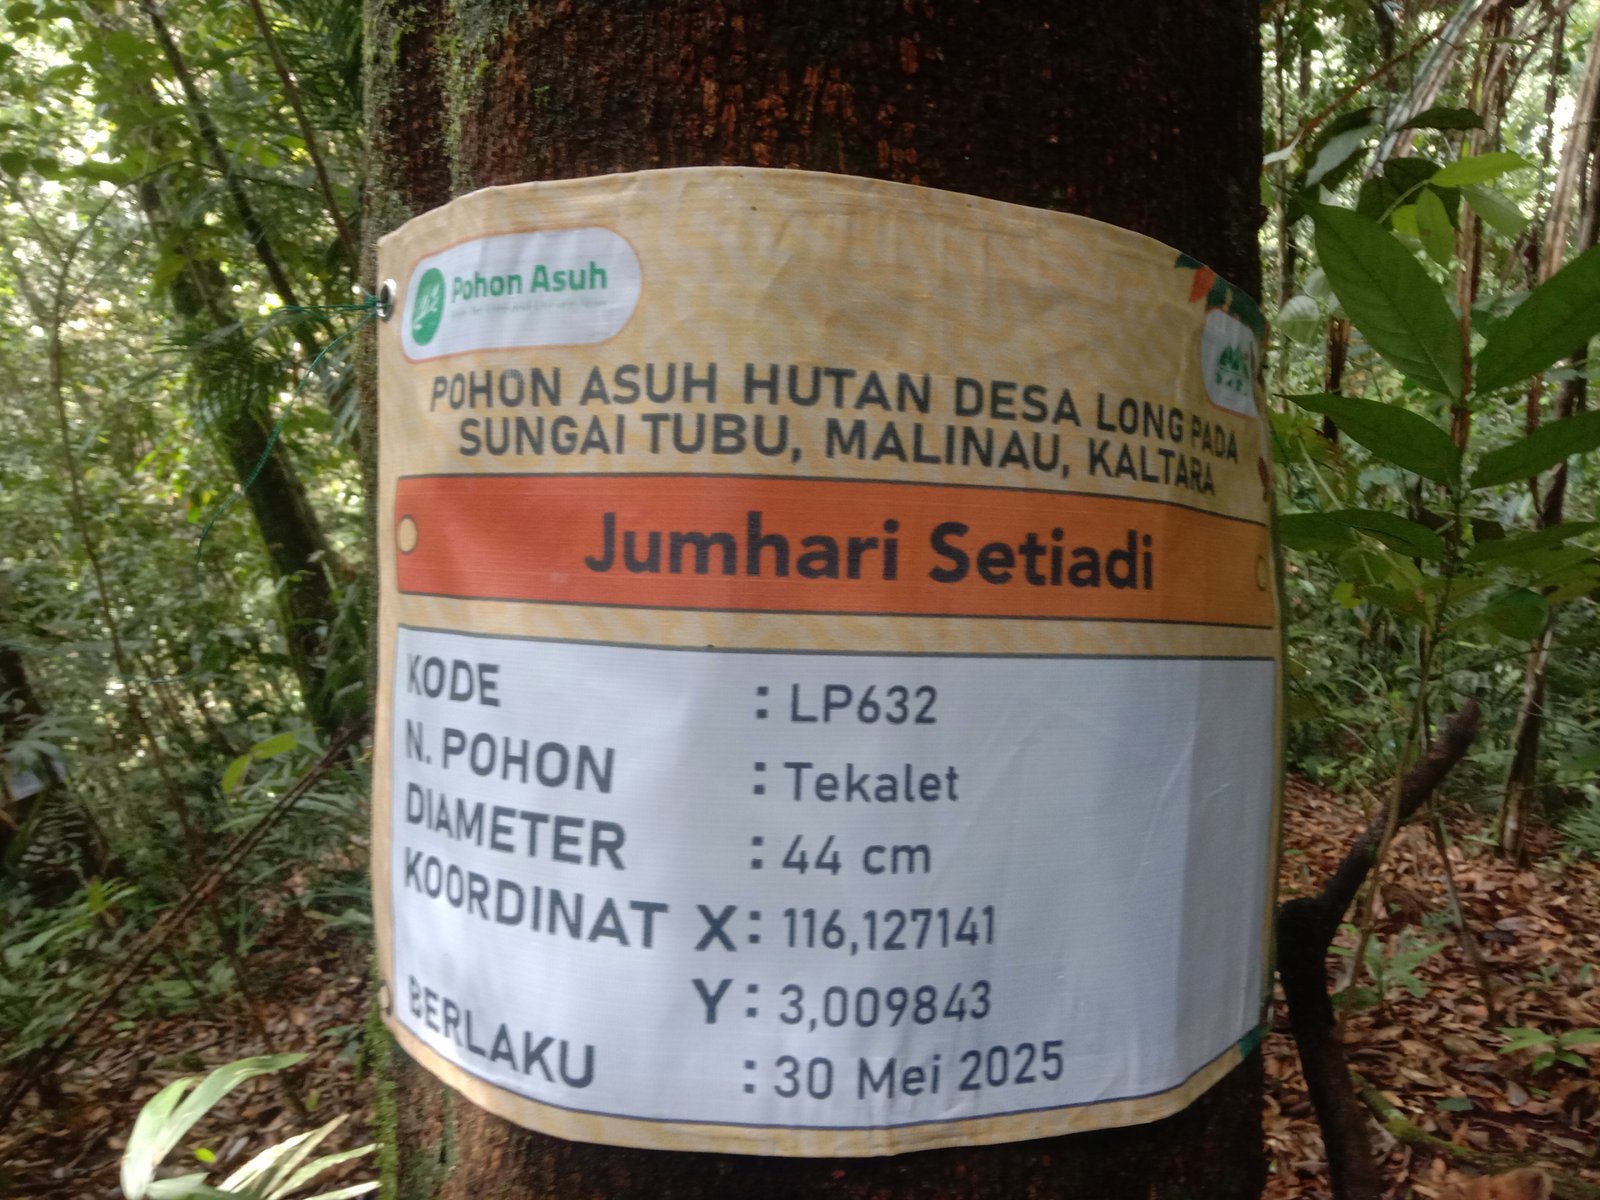 Pohon Asuh
POHON ASUH HUTAN DESA LONG PADA
SUNGAI TUBU, MALINAU, KALTARA
Jumhari Setiadi
KODE : LP632
N. POHON : Tekalet
DIAMETER : 44 cm
KOORDINAT X : 116,127141
Y : 3,009843
BERLAKU : 30 Mei 2025